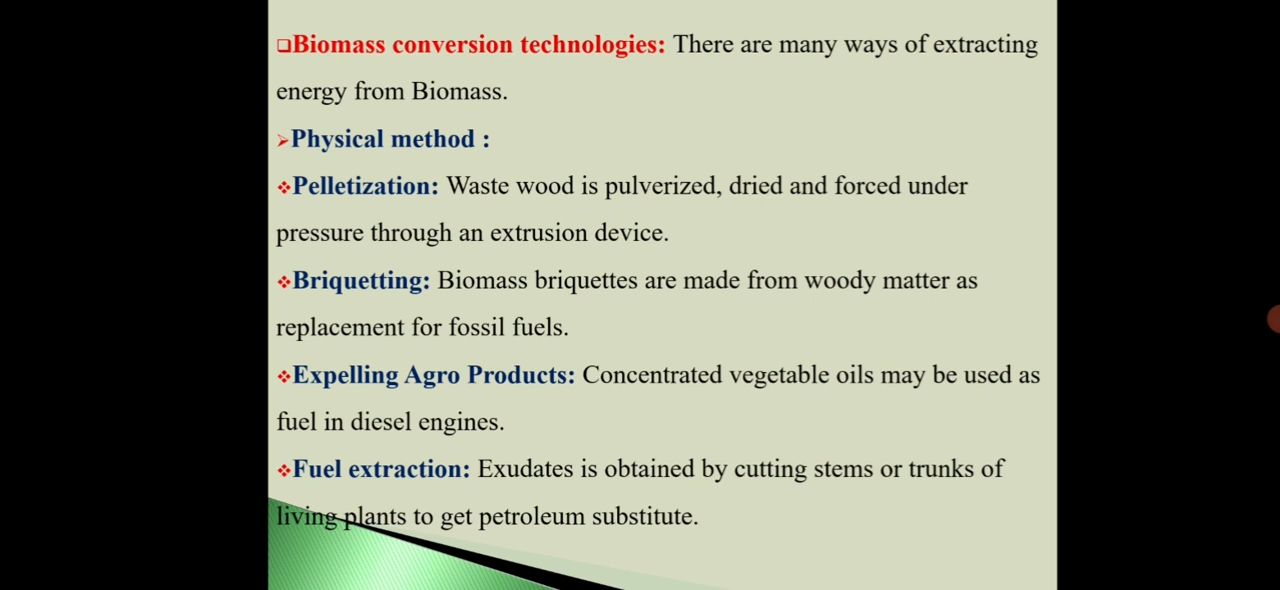 ❑Biomass conversion technologies: There are many ways of extracting
energy from Biomass.
➢Physical method :
❖Pelletization: Waste wood is pulverized, dried and forced under
pressure through an extrusion device.
❖Briquetting: Biomass briquettes are made from woody matter as
replacement for fossil fuels.
❖Expelling Agro Products: Concentrated vegetable oils may be used as
fuel in diesel engines.
❖Fuel extraction: Exudates is obtained by cutting stems or trunks of
living plants to get petroleum substitute.